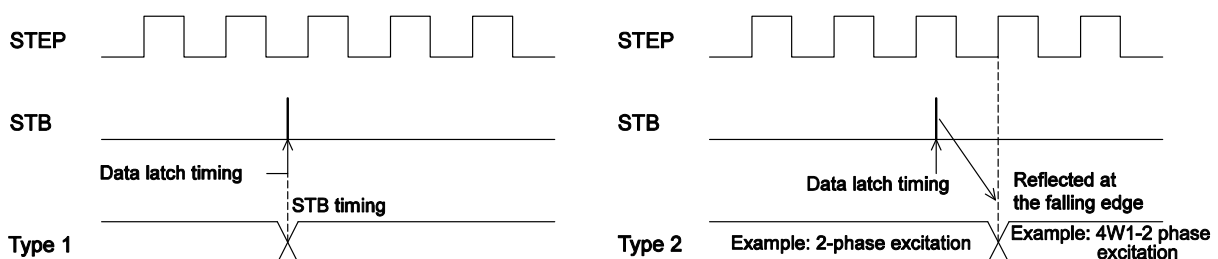 STEP
STB
Data latch timing
STB timing
Type 1
STEP
STB
Data latch timing
Reflected at
the falling edge
Type 2
Example: 2-phase excitation
Example: 4W1-2 phase
excitation